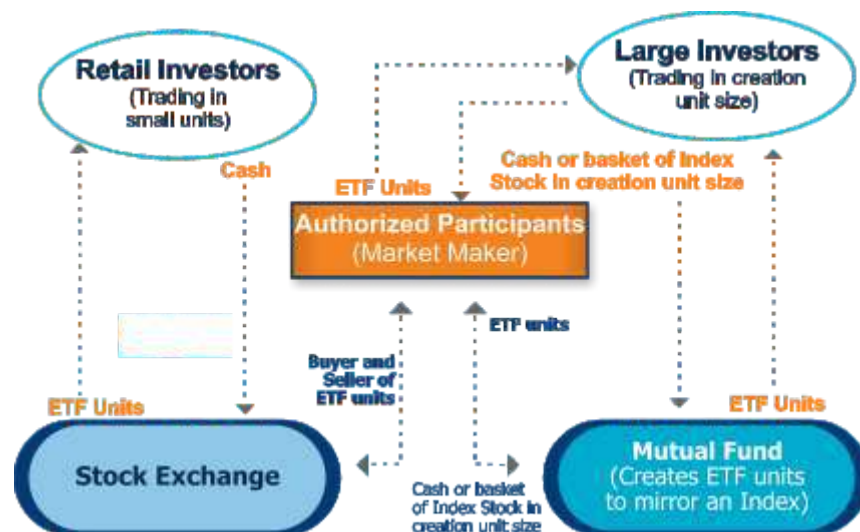 Retail Investors
(Trading in
small units)
Large Investors
(Trading in creation
unit size)
Cash
ETF Units
Cash or basket of Index
Stock in creation unit size
Authorized Participants
(Market Maker)
ETF units
Buyer and
Seller of
ETF units
ETF Units
ETF Units
Stock Exchange
Cash or basket
of Index Stock in
creation unit size
Mutual Fund
(Creates ETF units
to mirror an Index)